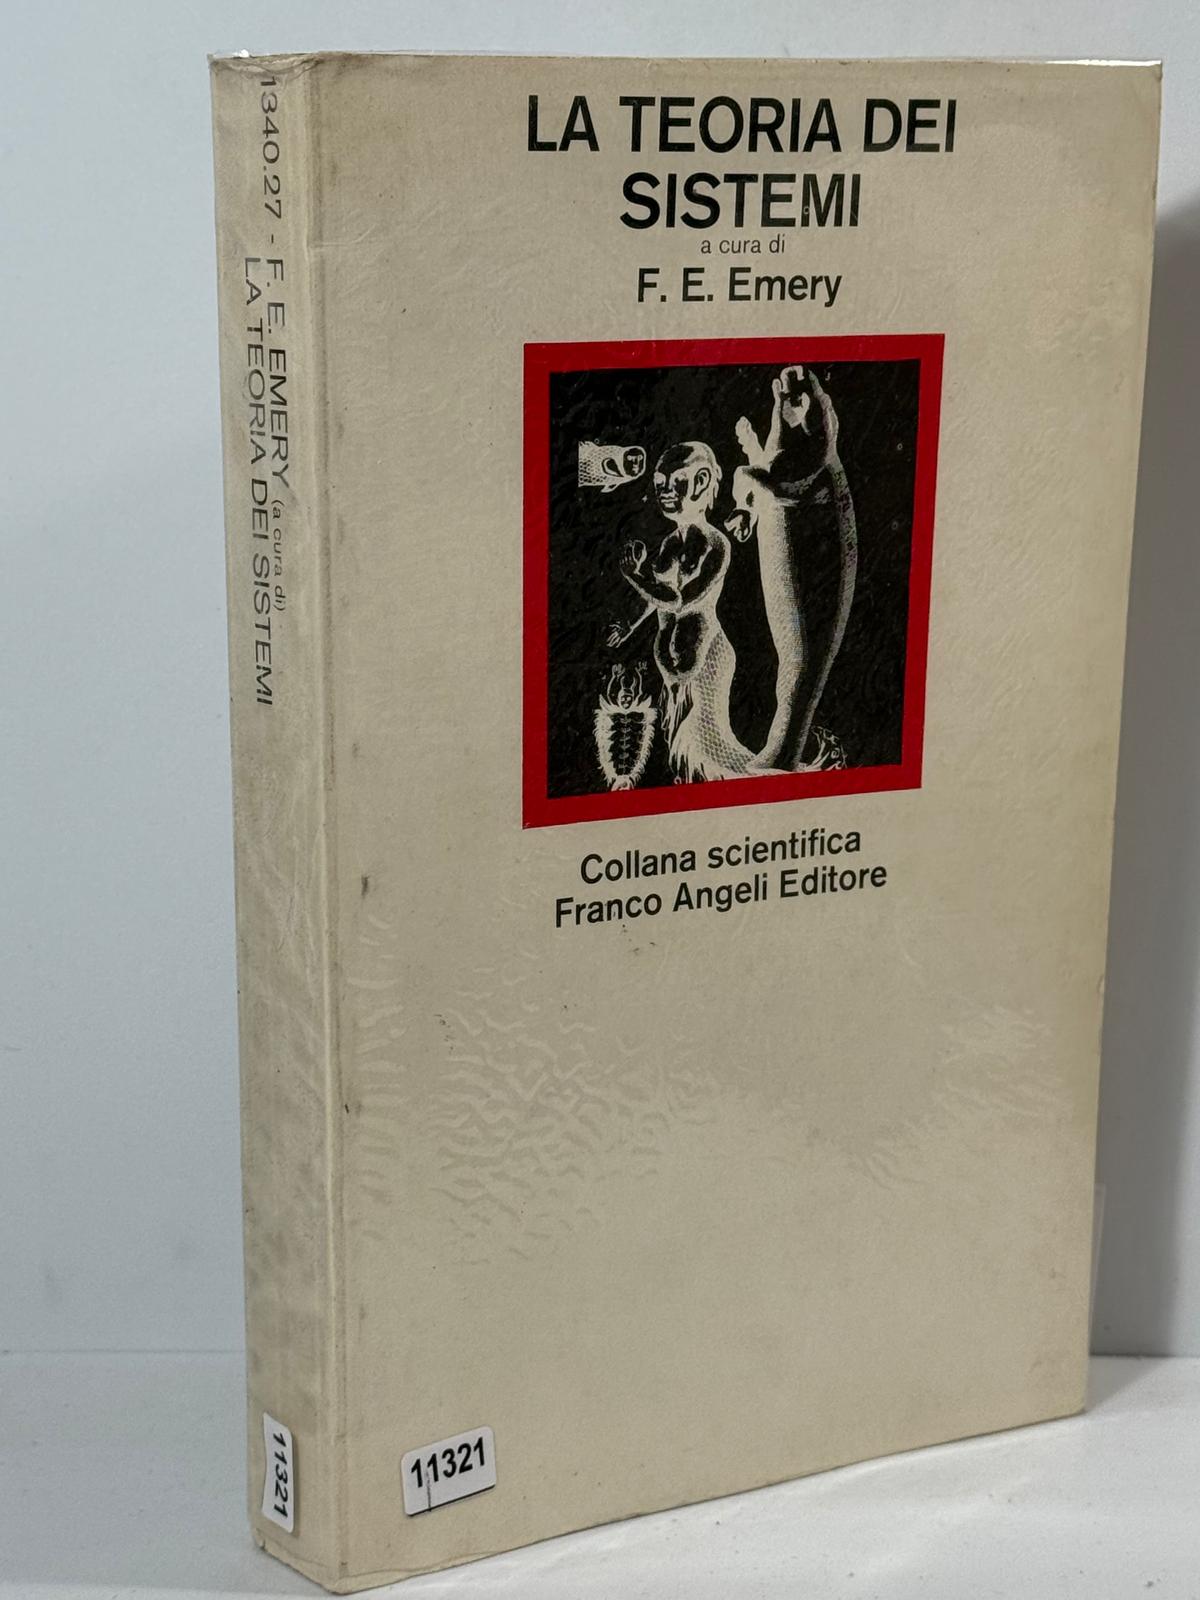 LA TEORIA DEI
SISTEMI
a cura di
F. E. Emery
Collana scientifica
Franco Angeli Editore
11321
1340.27 - F. E. EMERY (a cura di)
LA TEORIA DEI SISTEMI
11321